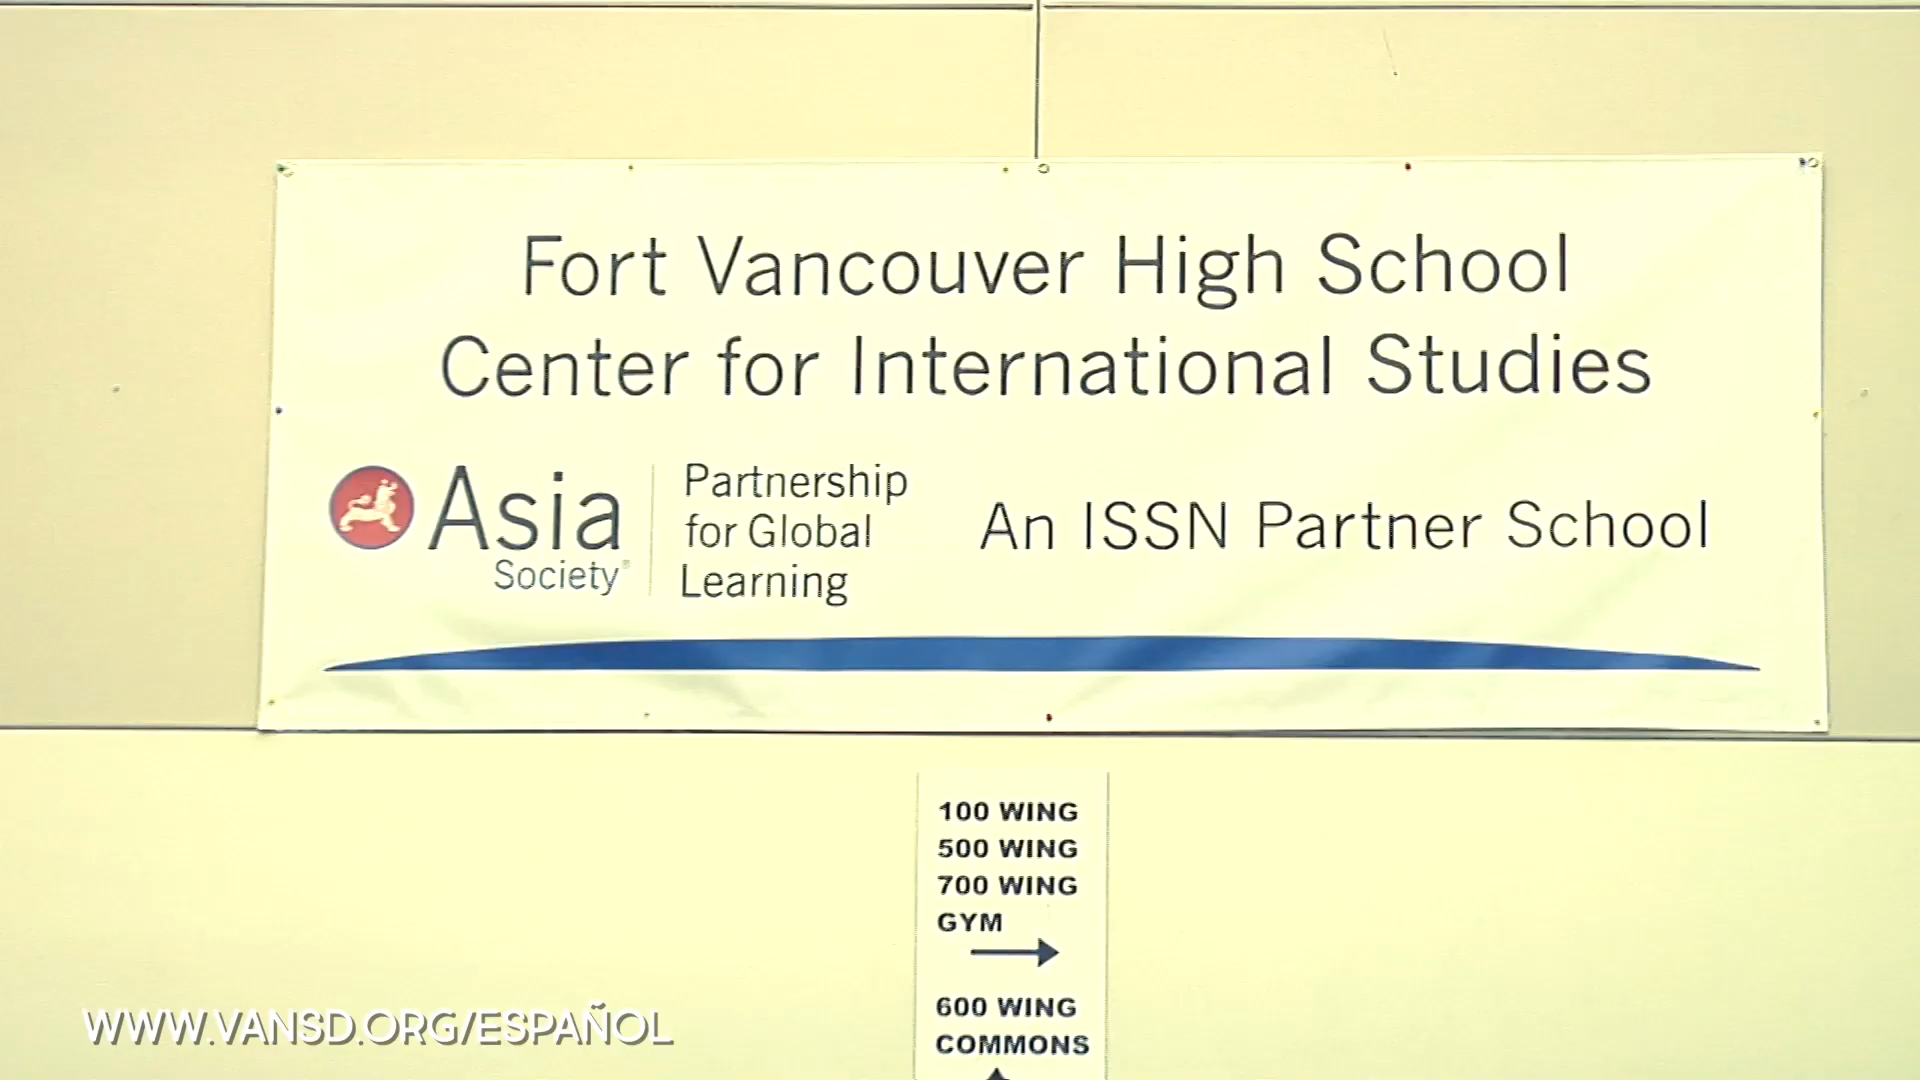 Fort Vancouver High School
Center for International Studies
Asia
Society®
Partnership
for Global
Learning
An ISSN Partner School
100 WING
500 WING
700 WING
GYM
600 WING
COMMONS
WWW.VANSD.ORG/ESPAÑOL